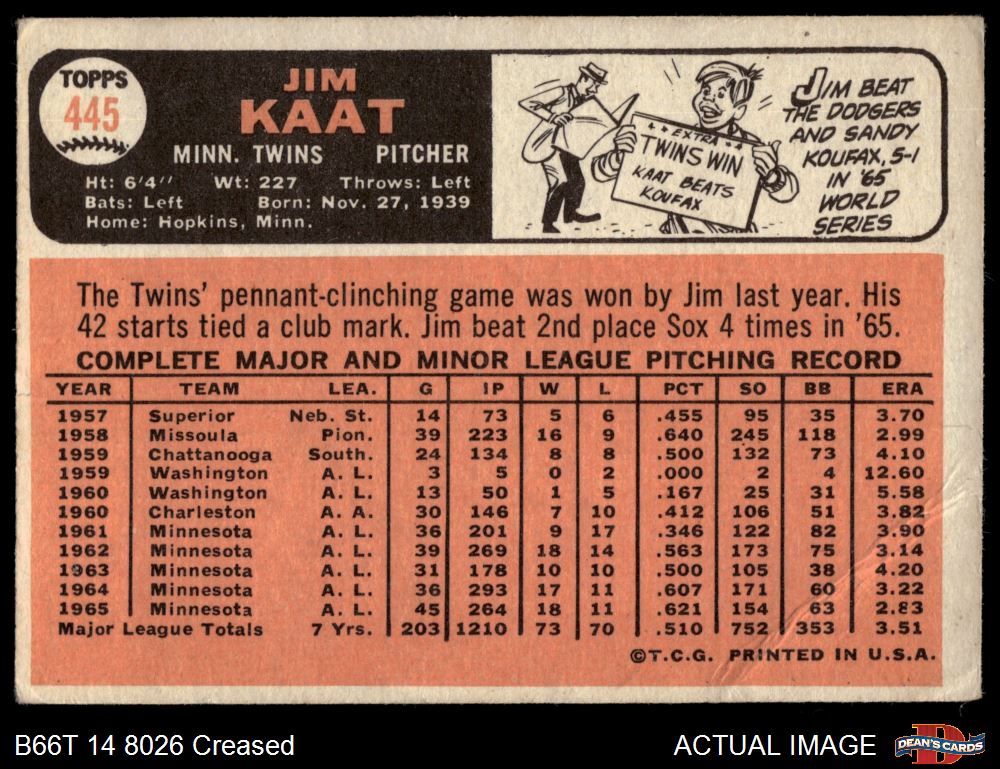 TOPPS
445
JIM
KAAT
MINN. TWINS PITCHER
Ht: 6'4" Wt: 227 Throws: Left
Bats: Left Born: Nov. 27, 1939
Home: Hopkins, Minn.
EXTRA
TWINS WIN
KAAT BEATS
KOUFAX
JIM BEAT
THE DODGERS
AND SANDY
KOUFAX, 5-1
IN '65
WORLD
SERIES
The Twins' pennant-clinching game was won by Jim last year. His
42 starts tied a club mark. Jim beat 2nd place Sox 4 times in '65.
COMPLETE MAJOR AND MINOR LEAGUE PITCHING RECORD
YEAR TEAM LEA. G IP W L PCT SO BB ERA
1957 Superior Neb. St. 14 73 5 6 .455 95 35 3.70
1958 Missoula Pion. 39 223 16 9 .640 245 118 2.99
1959 Chattanooga South. 24 134 8 8 .500 132 73 4.10
1959 Washington A. L. 3 5 0 2 .000 2 4 12.60
1960 Washington A. L. 13 50 1 5 .167 25 31 5.58
1960 Charleston A. A. 30 146 7 10 .412 106 51 3.82
1961 Minnesota A. L. 36 201 9 17 .346 122 82 3.90
1962 Minnesota A. L. 39 269 18 14 .563 173 75 3.14
1963 Minnesota A. L. 31 178 10 10 .500 105 38 4.20
1964 Minnesota A. L. 36 293 17 11 .607 171 60 3.22
1965 Minnesota A. L. 45 264 18 11 .621 154 63 2.83
Major League Totals 7 Yrs. 203 1210 73 70 .510 752 353 3.51
©T.C.G. PRINTED IN U.S.A.
B66T 14 8026 Creased ACTUAL IMAGE
D
DEAN'S CARDS